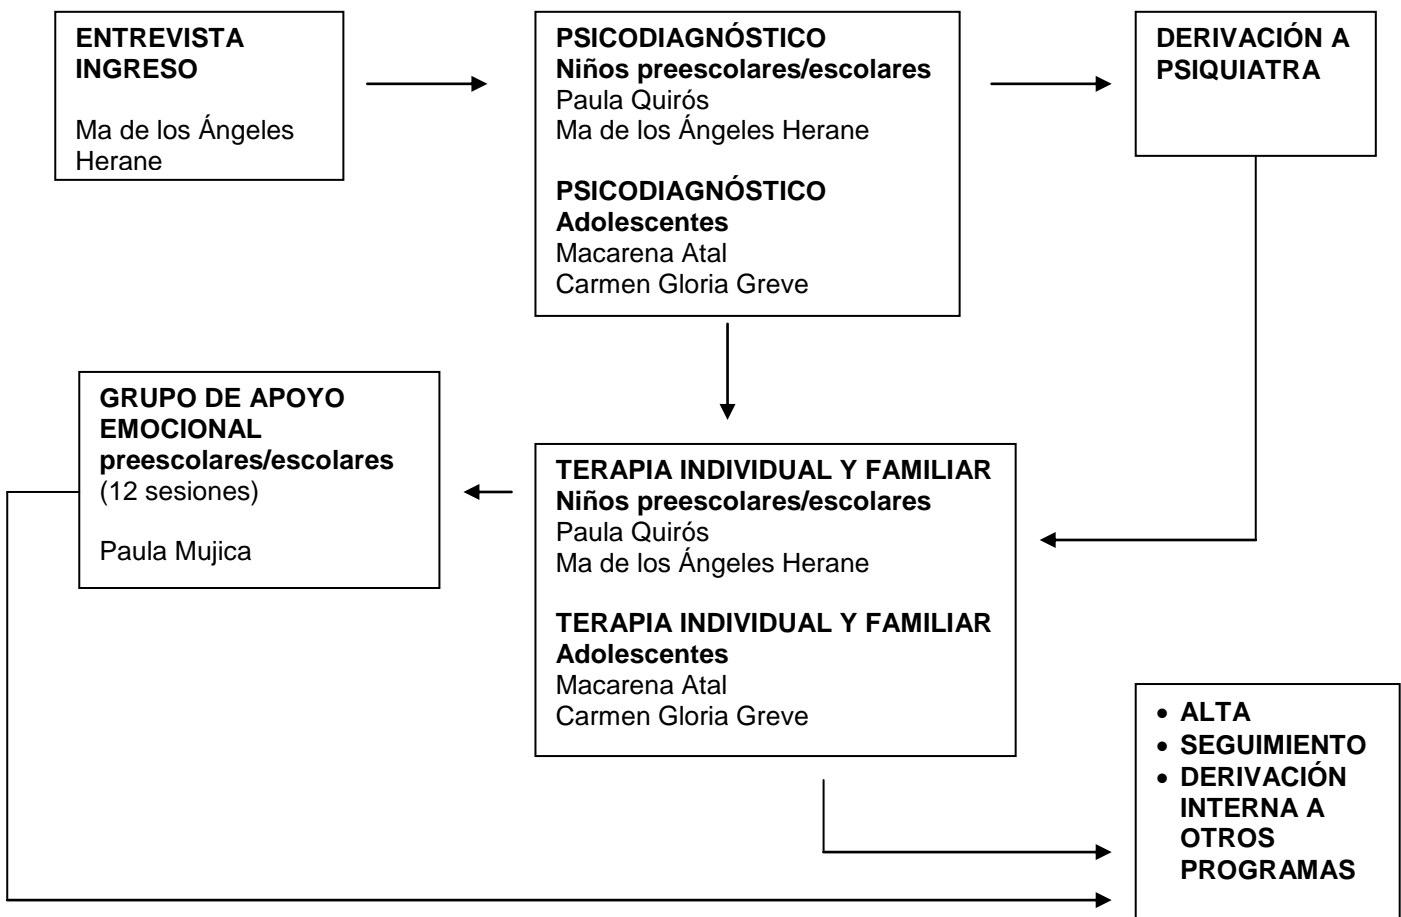 ENTREVISTA
INGRESO
Ma de los Ángeles
Herane
PSICODIAGNÓSTICO
Niños preescolares/escolares
Paula Quirós
Ma de los Ángeles Herane
PSICODIAGNÓSTICO
Adolescentes
Macarena Atal
Carmen Gloria Greve
DERIVACIÓN A
PSIQUIATRA
GRUPO DE APOYO
EMOCIONAL
preescolares/escolares
(12 sesiones)
Paula Mujica
TERAPIA INDIVIDUAL Y FAMILIAR
Niños preescolares/escolares
Paula Quirós
Ma de los Ángeles Herane
TERAPIA INDIVIDUAL Y FAMILIAR
Adolescentes
Macarena Atal
Carmen Gloria Greve
• ALTA
• SEGUIMIENTO
• DERIVACIÓN
INTERNA A
OTROS
PROGRAMAS